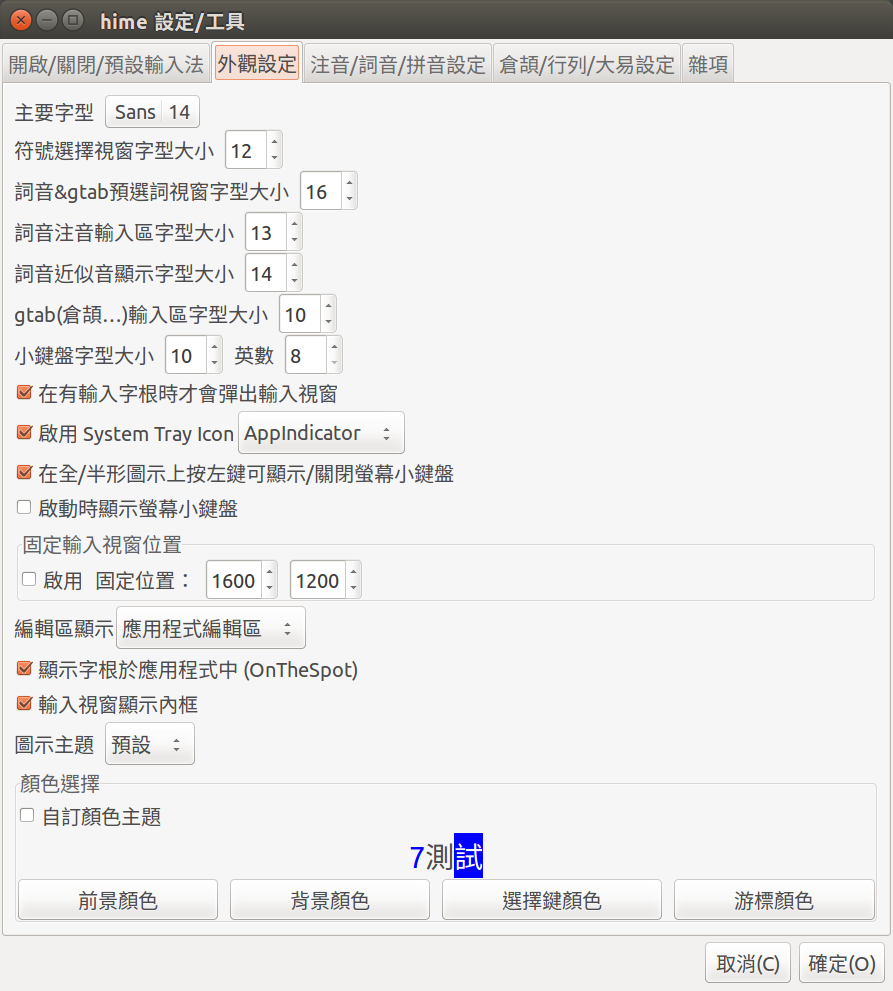 hime 設定/工具
開啟/關閉/預設輸入法 外觀設定 注音/詞音/拼音設定 倉頡/行列/大易設定 雜項
主要字型 Sans 14
符號選擇視窗字型大小 12
詞音&gtab預選詞視窗字型大小 16
詞音注音輸入區字型大小 13
詞音近似音顯示字型大小 14
gtab(倉頡...)輸入區字型大小 10
小鍵盤字型大小 10 英數 8
在有輸入字根時才會彈出輸入視窗
啟用 System Tray Icon AppIndicator
在全/半形圖示上按左鍵可顯示/關閉螢幕小鍵盤
啟動時顯示螢幕小鍵盤
固定輸入視窗位置
啟用 固定位置： 1600 1200
編輯區顯示 應用程式編輯區
顯示字根於應用程式中 (OnTheSpot)
輸入視窗顯示內框
圖示主題 預設
顏色選擇
自訂顏色主題
7測試
前景顏色 背景顏色 選擇鍵顏色 游標顏色
取消(C) 確定(O)